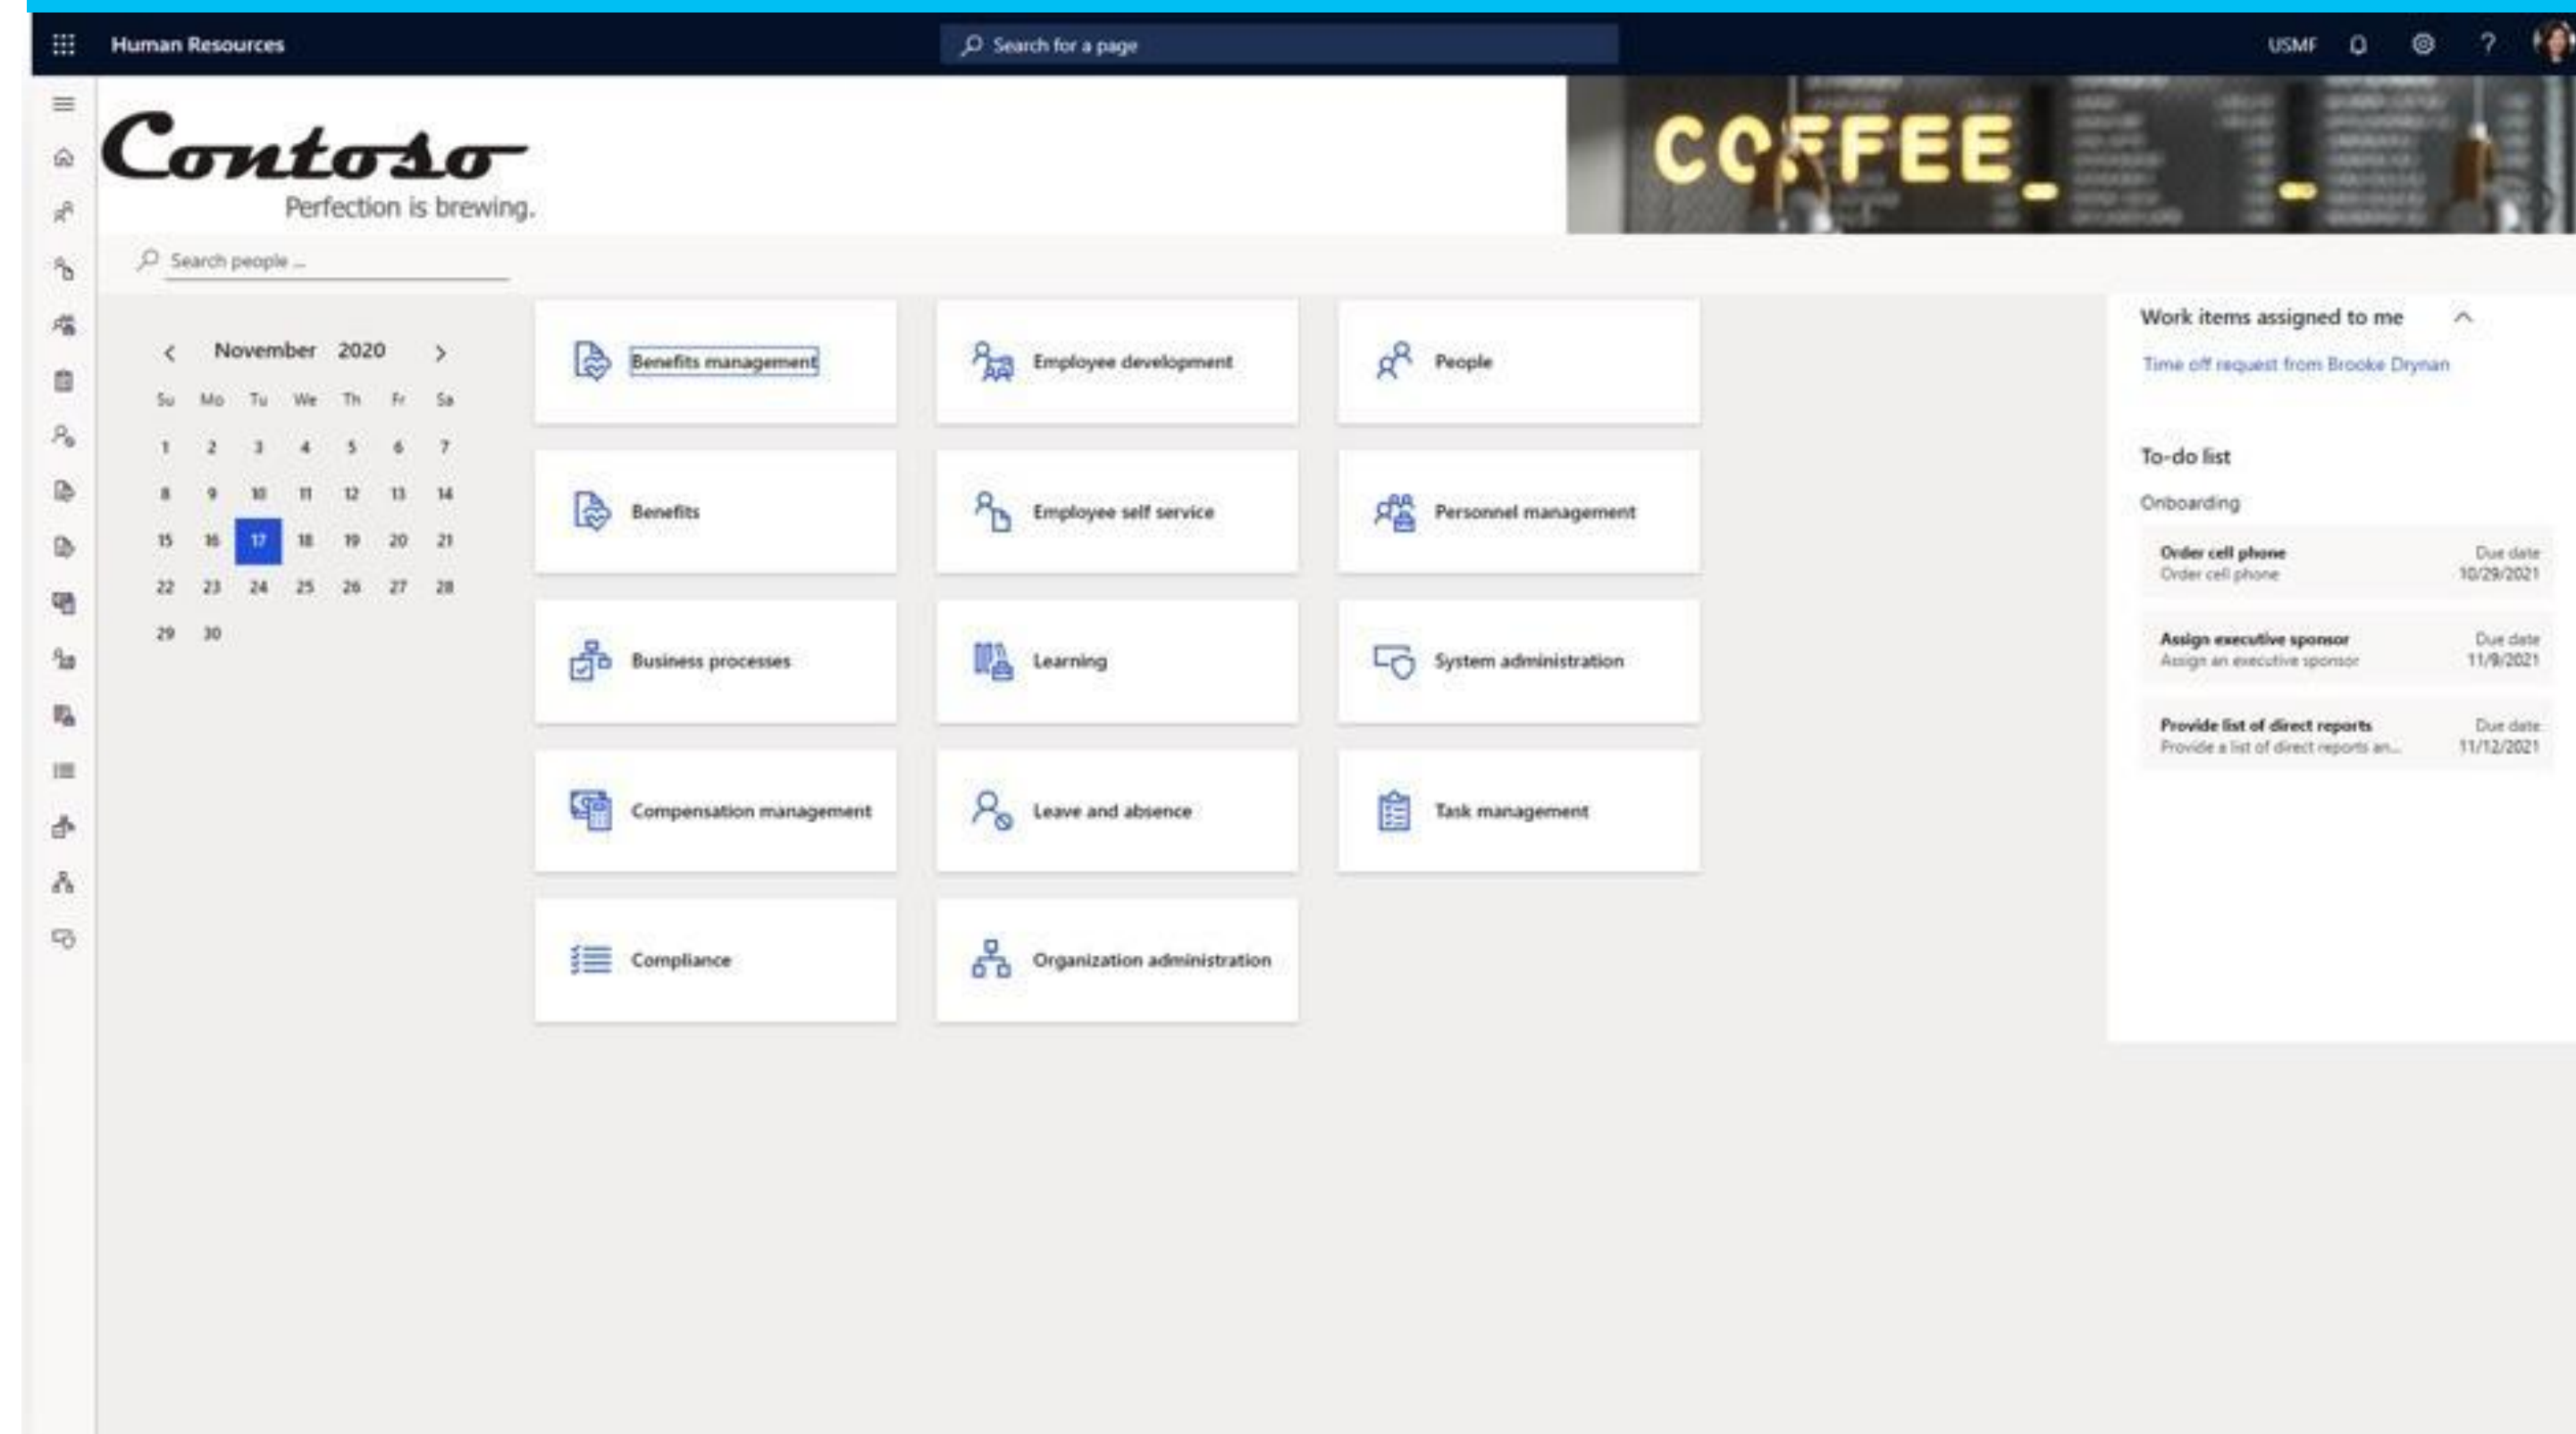 Human Resources
Search for a page
USMF
?
Contoso
Perfection is brewing.
COFFEE_
Search people ...
November 2020
Su Mo Tu We Th Fr Sa
1 2 3 4 5 6 7
8 9 10 11 12 13 14
15 16 17 18 19 20 21
22 23 24 25 26 27 28
29 30
Benefits management
Employee development
People
Benefits
Employee self service
Personnel management
Business processes
Learning
System administration
Compensation management
Leave and absence
Task management
Compliance
Organization administration
Work items assigned to me
Time off request from Brooke Drynan
To-do list
Onboarding
Order cell phone Due date
Order cell phone 10/29/2021
Assign executive sponsor Due date
Assign an executive sponsor 11/9/2021
Provide list of direct reports Due date
Provide a list of direct reports an... 11/12/2021